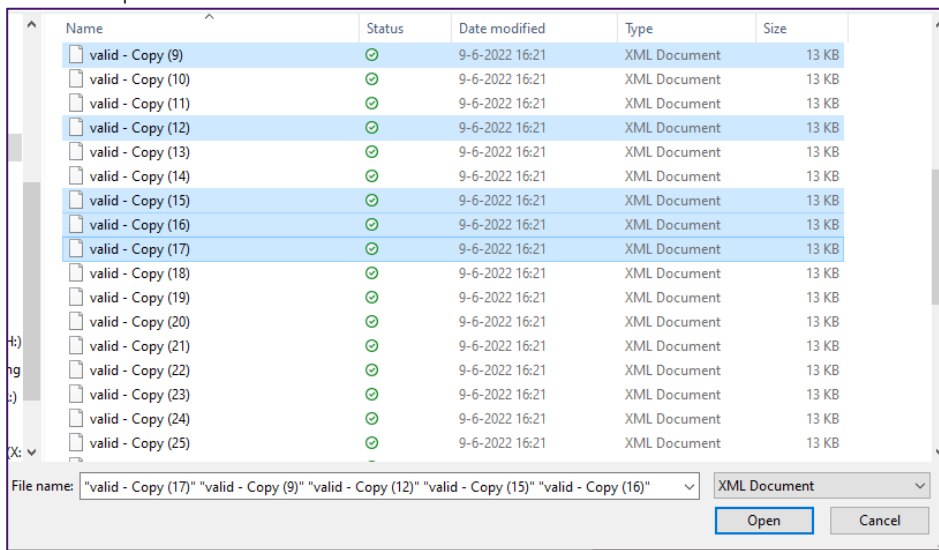 Name Status Date modified Type Size
valid - Copy (9) 9-6-2022 16:21 XML Document 13 KB
valid - Copy (10) 9-6-2022 16:21 XML Document 13 KB
valid - Copy (11) 9-6-2022 16:21 XML Document 13 KB
valid - Copy (12) 9-6-2022 16:21 XML Document 13 KB
valid - Copy (13) 9-6-2022 16:21 XML Document 13 KB
valid - Copy (14) 9-6-2022 16:21 XML Document 13 KB
valid - Copy (15) 9-6-2022 16:21 XML Document 13 KB
valid - Copy (16) 9-6-2022 16:21 XML Document 13 KB
valid - Copy (17) 9-6-2022 16:21 XML Document 13 KB
valid - Copy (18) 9-6-2022 16:21 XML Document 13 KB
valid - Copy (19) 9-6-2022 16:21 XML Document 13 KB
valid - Copy (20) 9-6-2022 16:21 XML Document 13 KB
H:) valid - Copy (21) 9-6-2022 16:21 XML Document 13 KB
ng valid - Copy (22) 9-6-2022 16:21 XML Document 13 KB
:) valid - Copy (23) 9-6-2022 16:21 XML Document 13 KB
valid - Copy (24) 9-6-2022 16:21 XML Document 13 KB
(X: valid - Copy (25) 9-6-2022 16:21 XML Document 13 KB
File name: "valid - Copy (17)" "valid - Copy (9)" "valid - Copy (12)" "valid - Copy (15)" "valid - Copy (16)" XML Document
Open Cancel